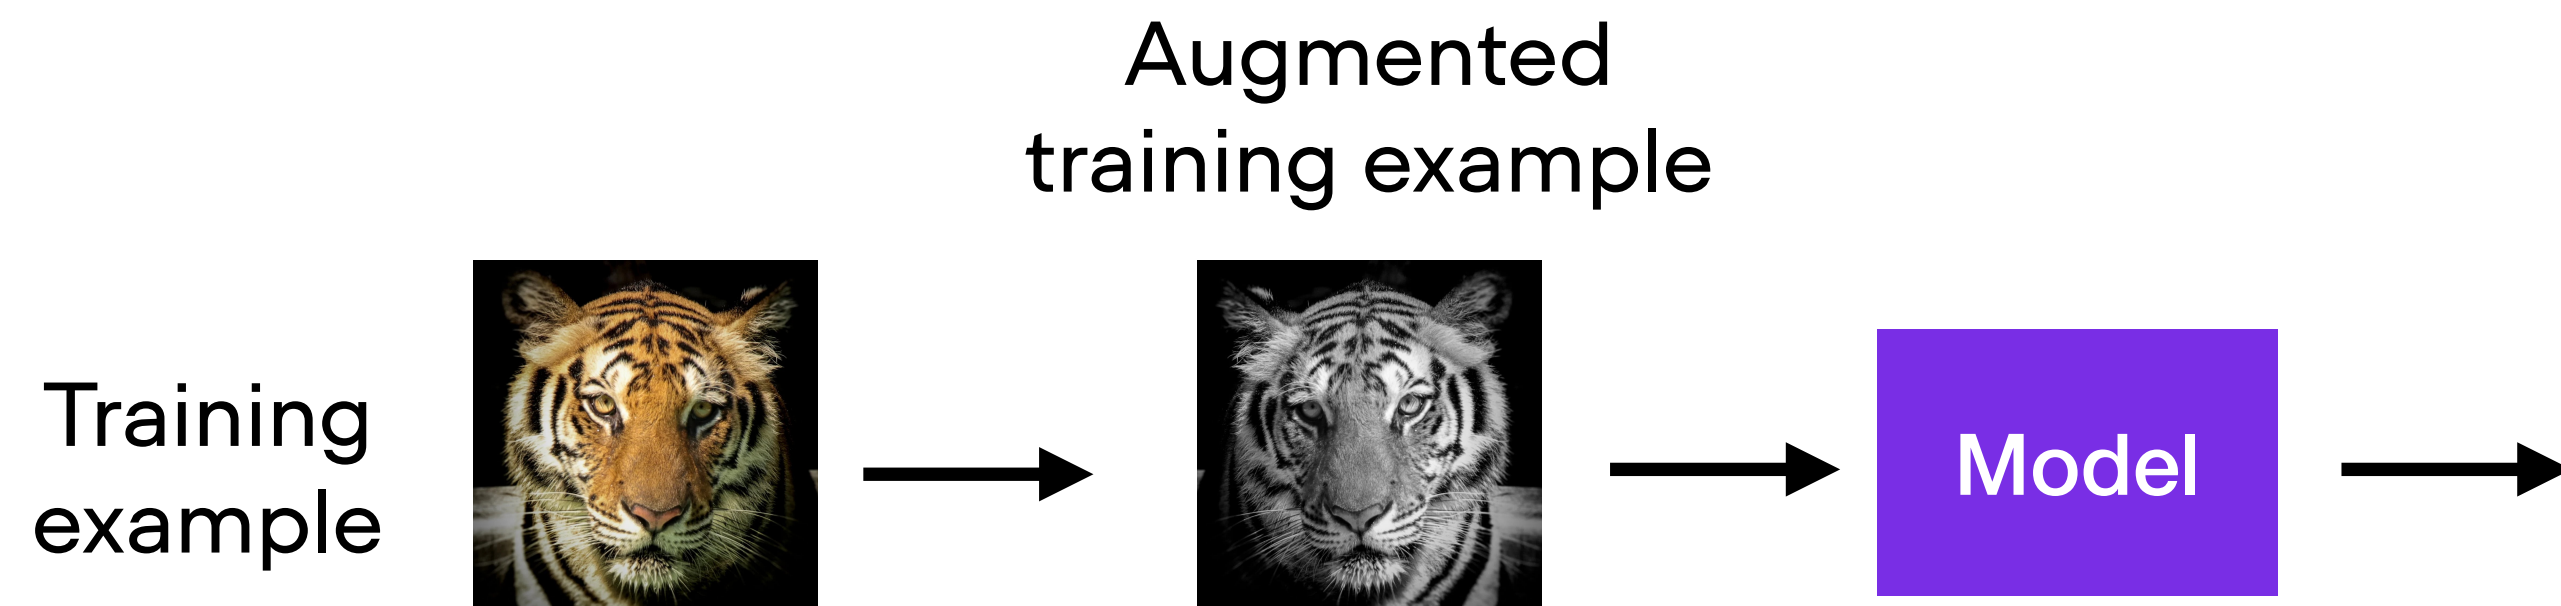 Augmented
training example
Training
example
Model